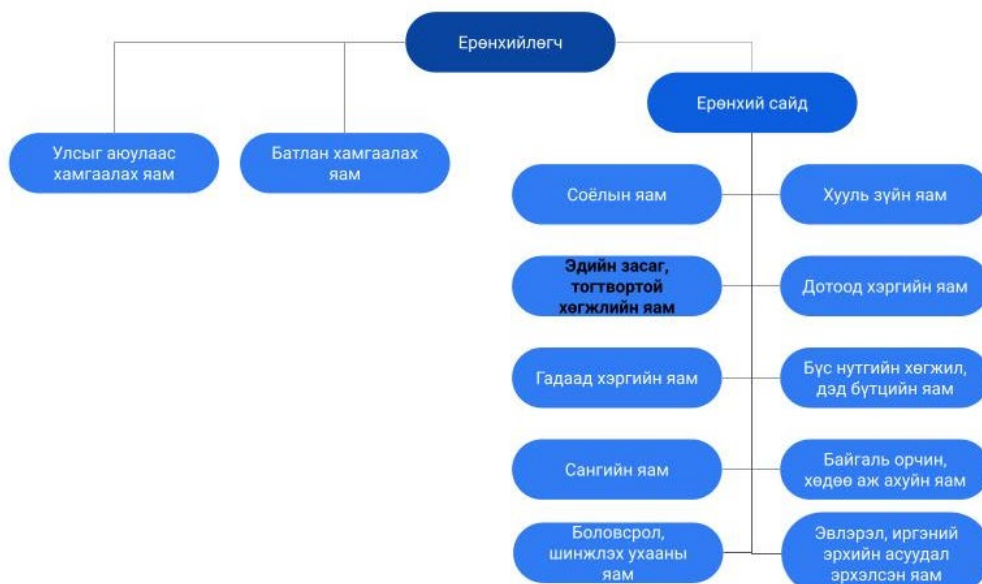 Ерөнхийлөгч
Ерөнхий сайд
Улсыг аюулаас
хамгаалах яам
Батлан хамгаалах
яам
Соёлын яам
Хууль зүйн яам
Эдийн засаг,
тогтвортой
хөгжлийн яам
Дотоод хэргийн яам
Гадаад хэргийн яам
Бүс нутгийн хөгжил,
дэд бүтцийн яам
Сангийн яам
Байгаль орчин,
хөдөө аж ахуйн яам
Боловсрол,
шинжлэх ухааны
яам
Эвлэрэл, иргэний
эрхийн асуудал
эрхэлсэн яам